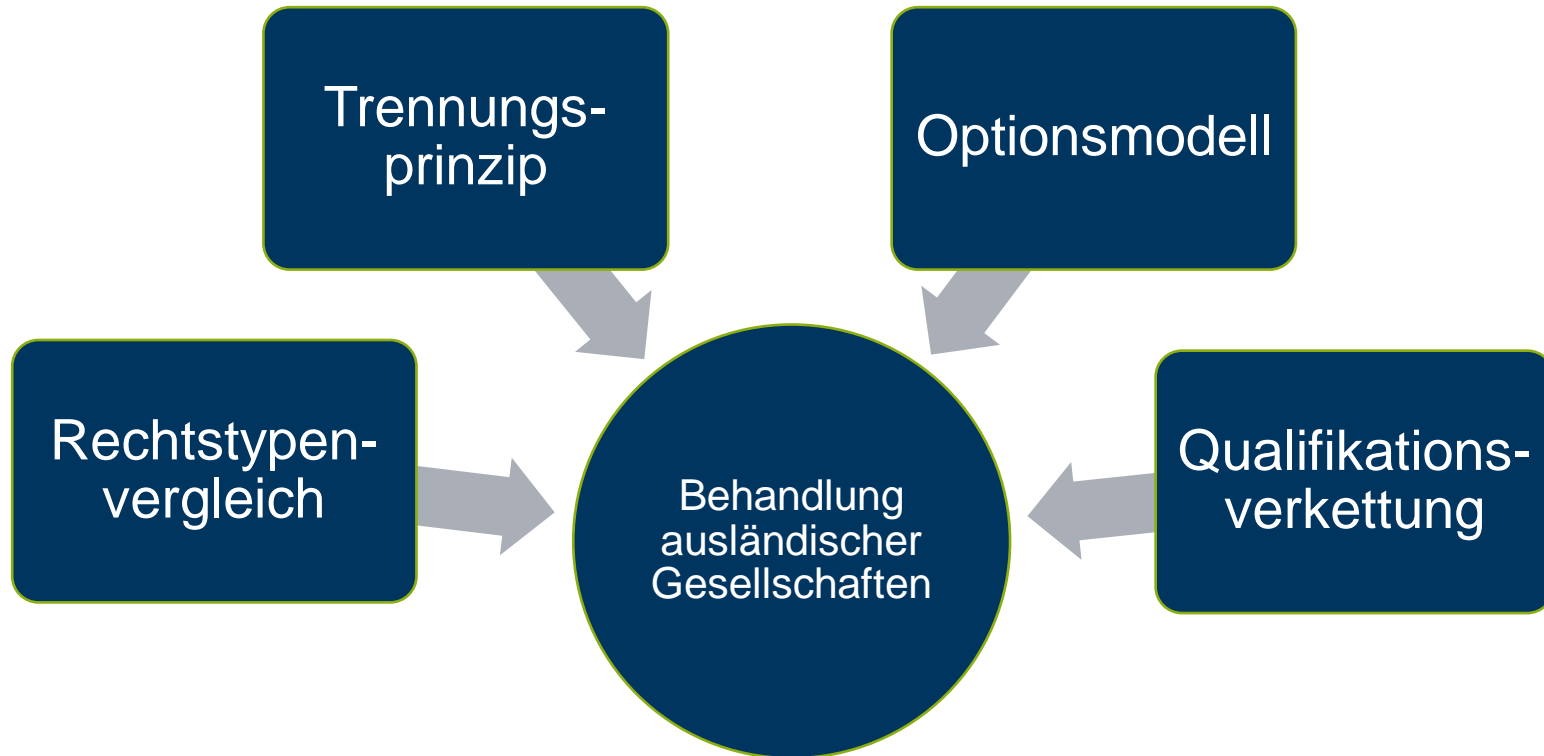 Trennungs-
prinzip
Optionsmodell
Rechtstypen-
vergleich
Qualifikations-
verkettung
Behandlung
ausländischer
Gesellschaften